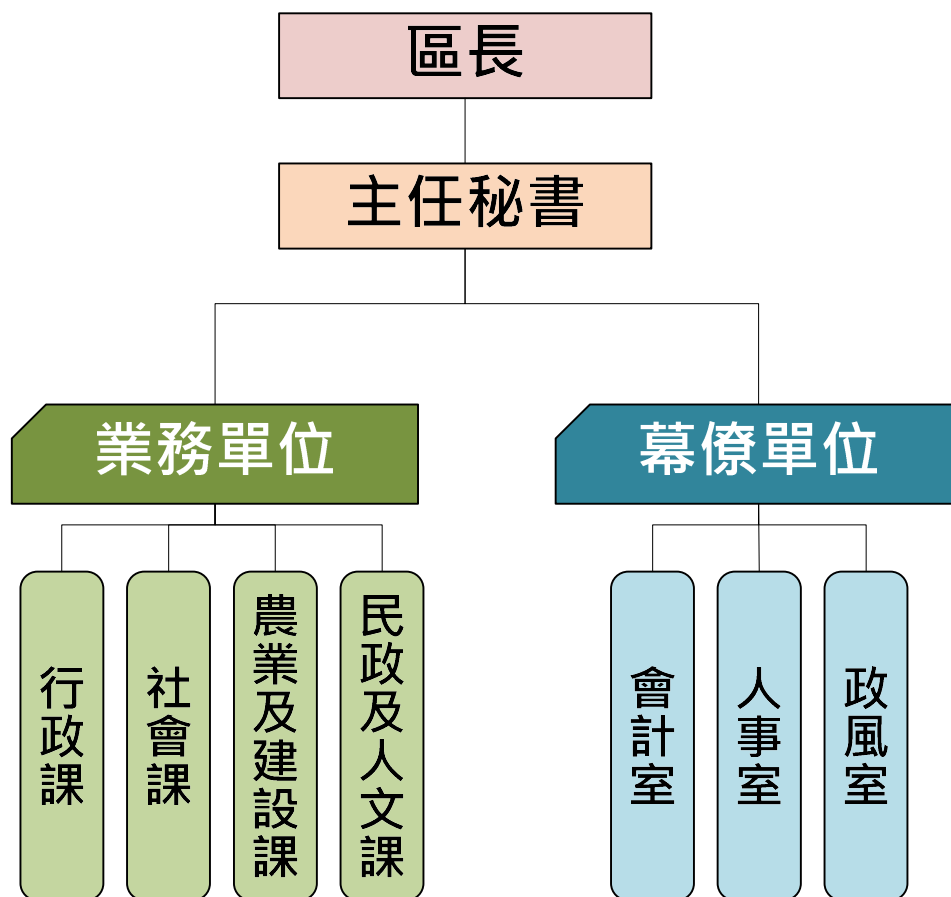 區長
主任秘書
業務單位
幕僚單位
行政課
社會課
農業及建設課
民政及人文課
會計室
人事室
政風室